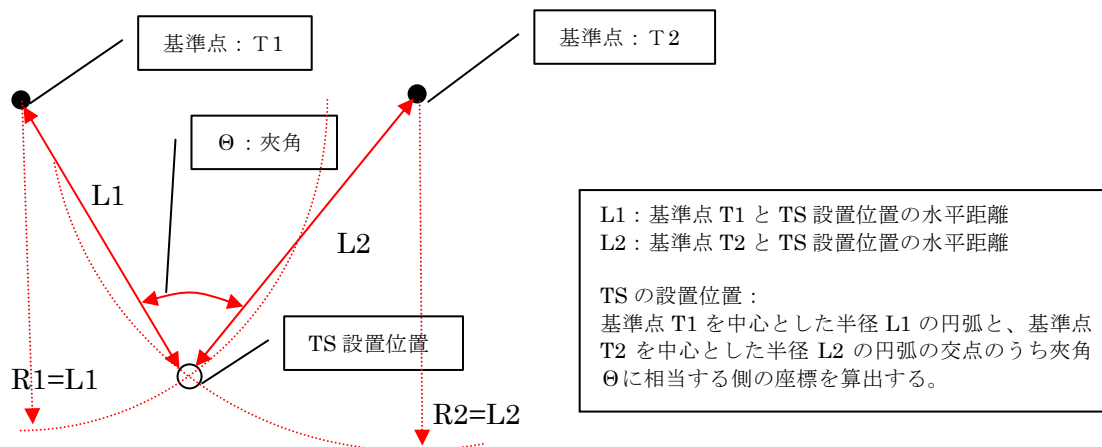 基準点：Ｔ1
基準点：Ｔ2
Θ：夾角
L1
L2
TS 設置位置
R1=L1
R2=L2
L1：基準点 T1 と TS 設置位置の水平距離
L2：基準点 T2 と TS 設置位置の水平距離
TS の設置位置：
基準点 T1 を中心とした半径 L1 の円弧と、基準点
T2 を中心とした半径 L2 の円弧の交点のうち夾角
Θに相当する側の座標を算出する。